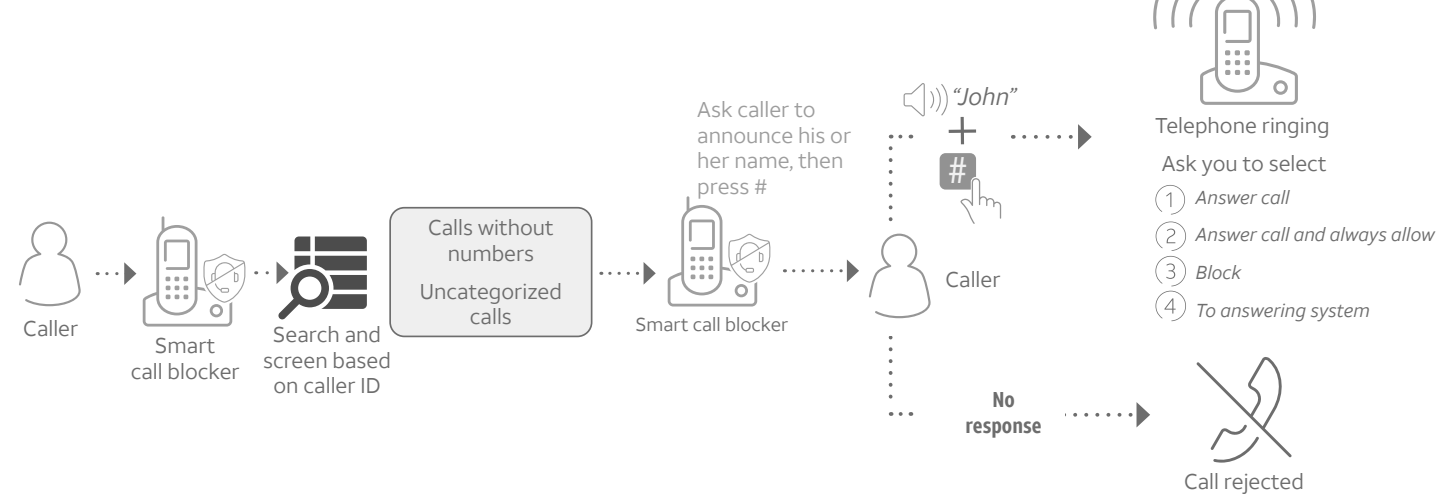 Caller
Smart
call blocker
Search and
screen based
on caller ID
Calls without
numbers
Uncategorized
calls
Ask caller to
announce his or
her name, then
press #
Smart call blocker
Caller
“John”
+
#
Telephone ringing
Ask you to select
1 Answer call
2 Answer call and always allow
3 Block
4 To answering system
No
response
Call rejected